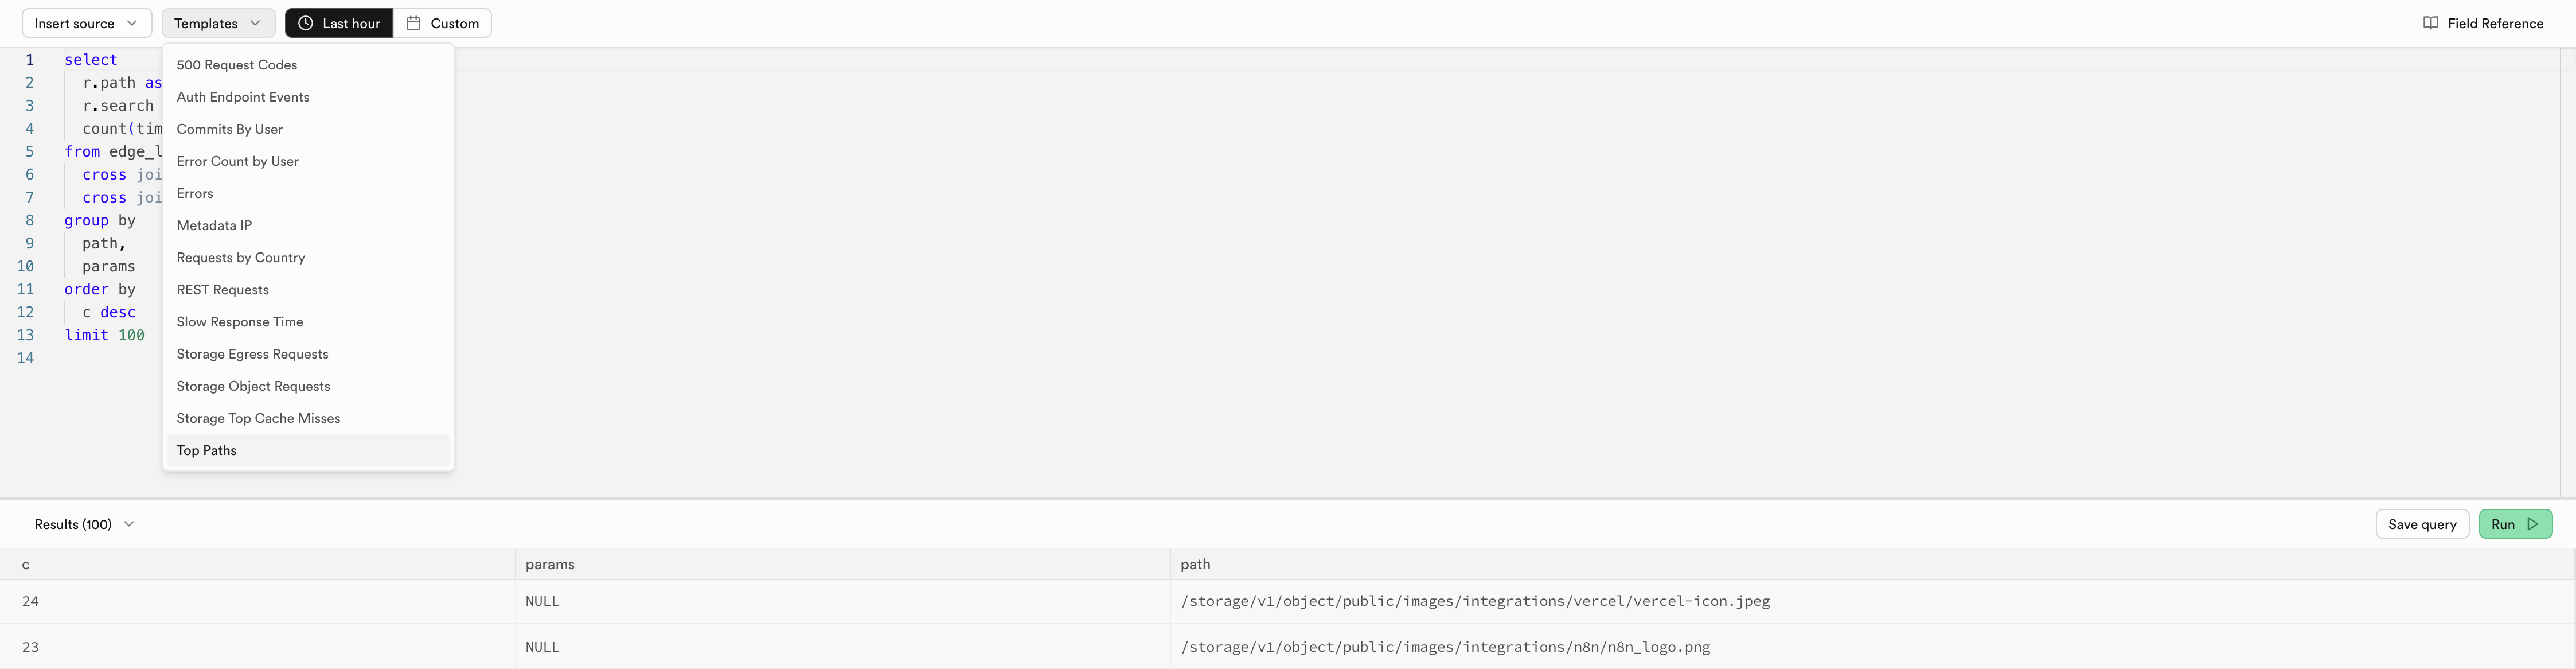 Insert source
Templates
Last hour
Custom
Field Reference
1 select
2 r.path as
3 r.search
4 count(tim
5 from edge_l
6 cross joi
7 cross joi
8 group by
9 path,
10 params
11 order by
12 c desc
13 limit 100
14
500 Request Codes
Auth Endpoint Events
Commits By User
Error Count by User
Errors
Metadata IP
Requests by Country
REST Requests
Slow Response Time
Storage Egress Requests
Storage Object Requests
Storage Top Cache Misses
Top Paths
Results (100)
Save query
Run
c params path
24 NULL /storage/v1/object/public/images/integrations/vercel/vercel-icon.jpeg
23 NULL /storage/v1/object/public/images/integrations/n8n/n8n_logo.png